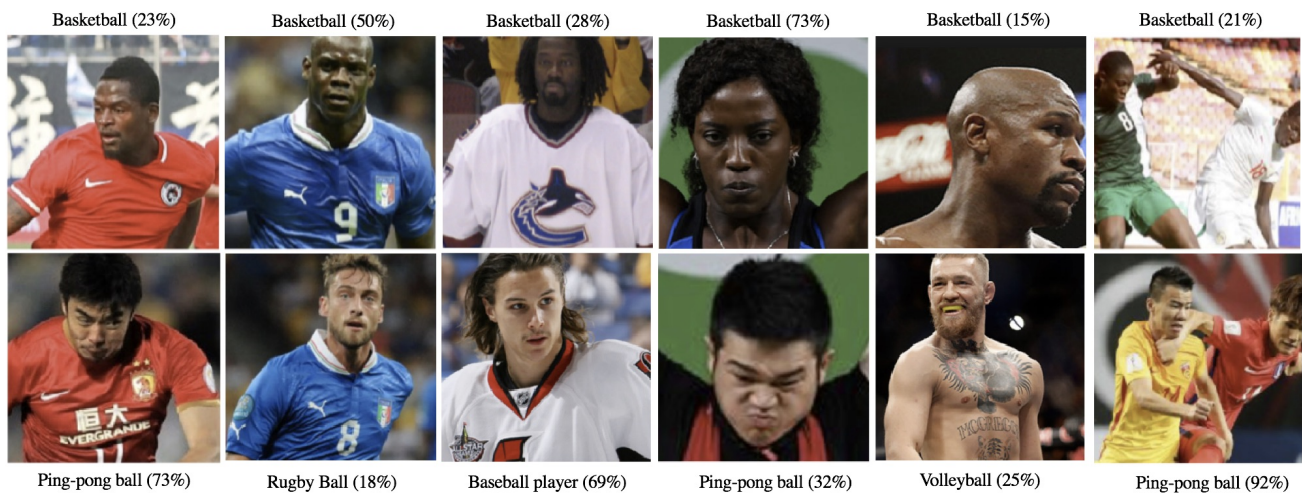 Basketball (23%)
Basketball (50%)
Basketball (28%)
Basketball (73%)
Basketball (15%)
Basketball (21%)
9
8
恒大
EVERGRANDE
8
Ping-pong ball (73%)
Rugby Ball (18%)
Baseball player (69%)
Ping-pong ball (32%)
Volleyball (25%)
Ping-pong ball (92%)